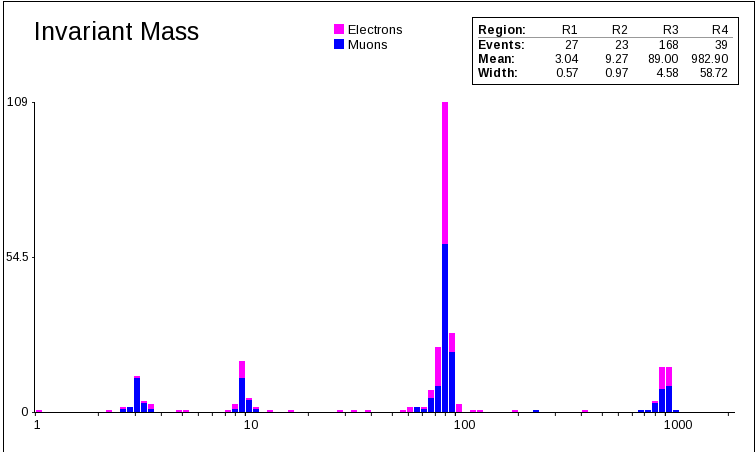 Invariant Mass
Electrons
Muons
Region: R1 R2 R3 R4
Events: 27 23 168 39
Mean: 3.04 9.27 89.00 982.90
Width: 0.57 0.97 4.58 58.72
109
54.5
0
1 10 100 1000